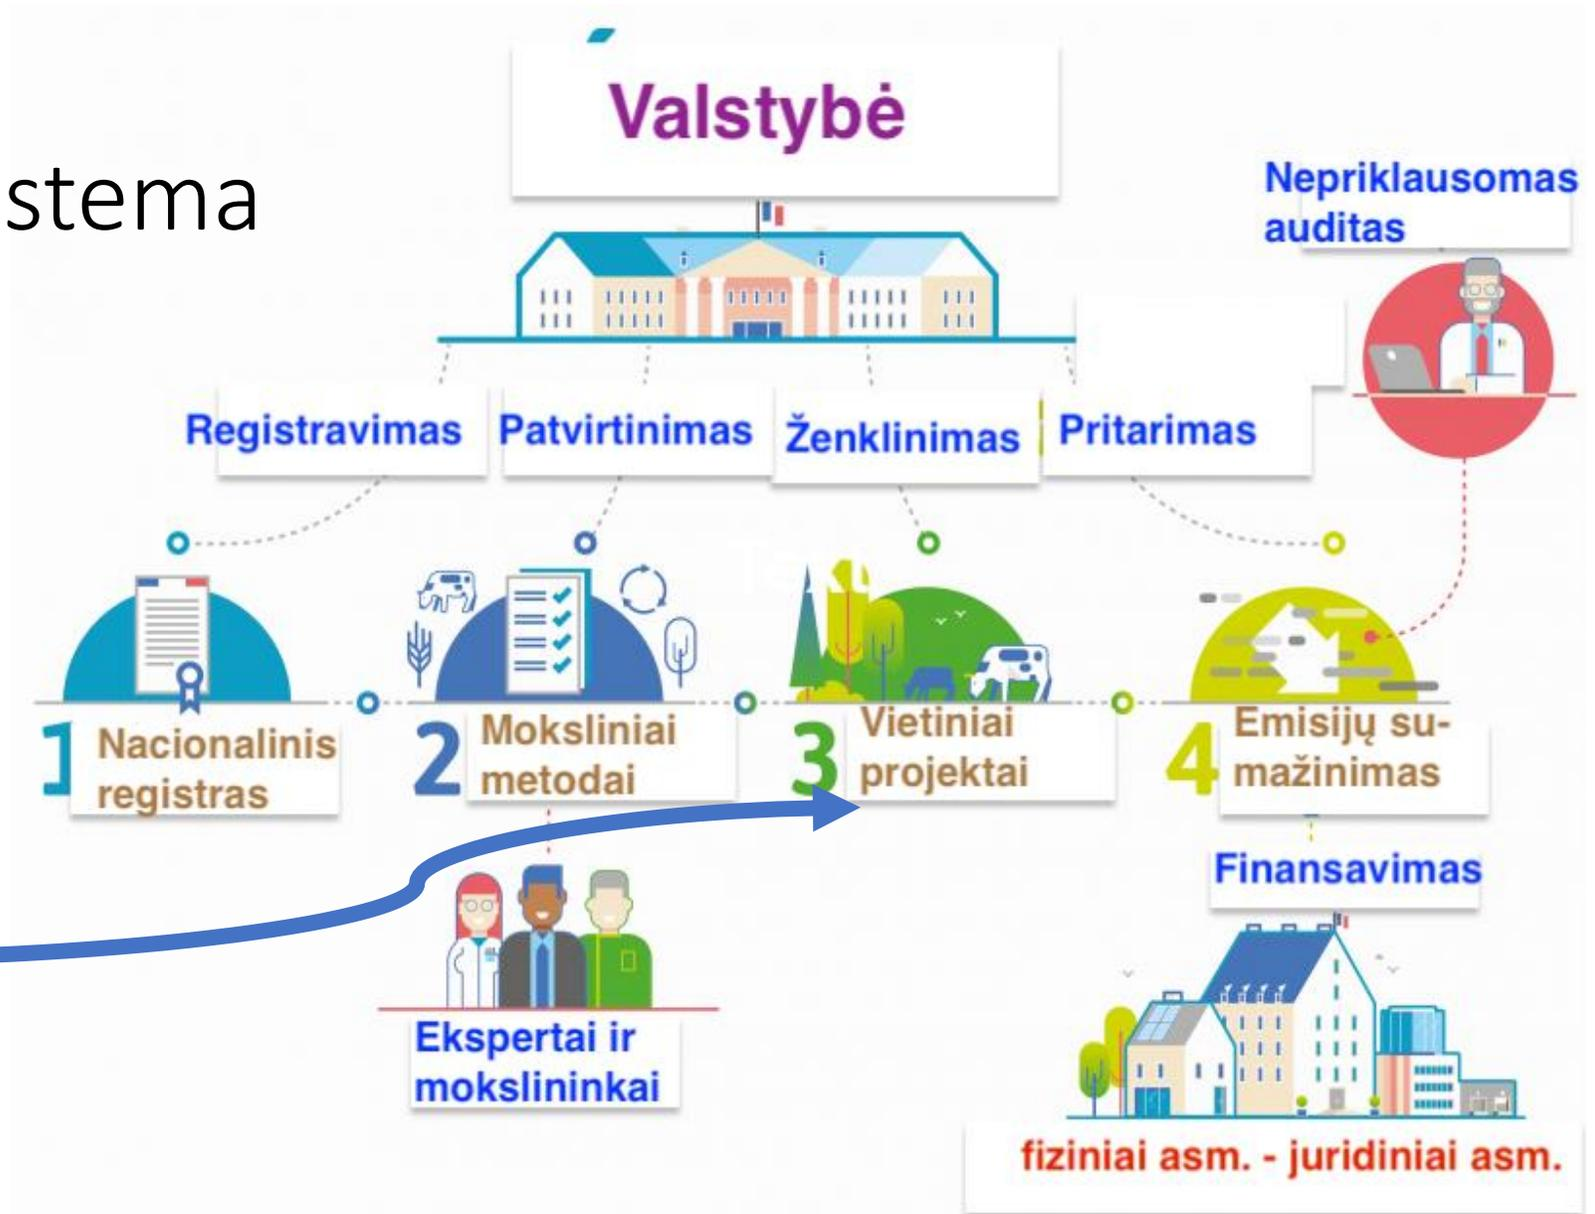 Valstybė
stema
Nepriklausomas
auditas
Registravimas
Patvirtinimas
Ženklinimas
Pritarimas
1
Nacionalinis
registras
2
Moksliniai
metodai
3
Vietiniai
projektai
4
Emisijų su-
mažinimas
Finansavimas
Ekspertai ir
mokslininkai
fiziniai asm. - juridiniai asm.